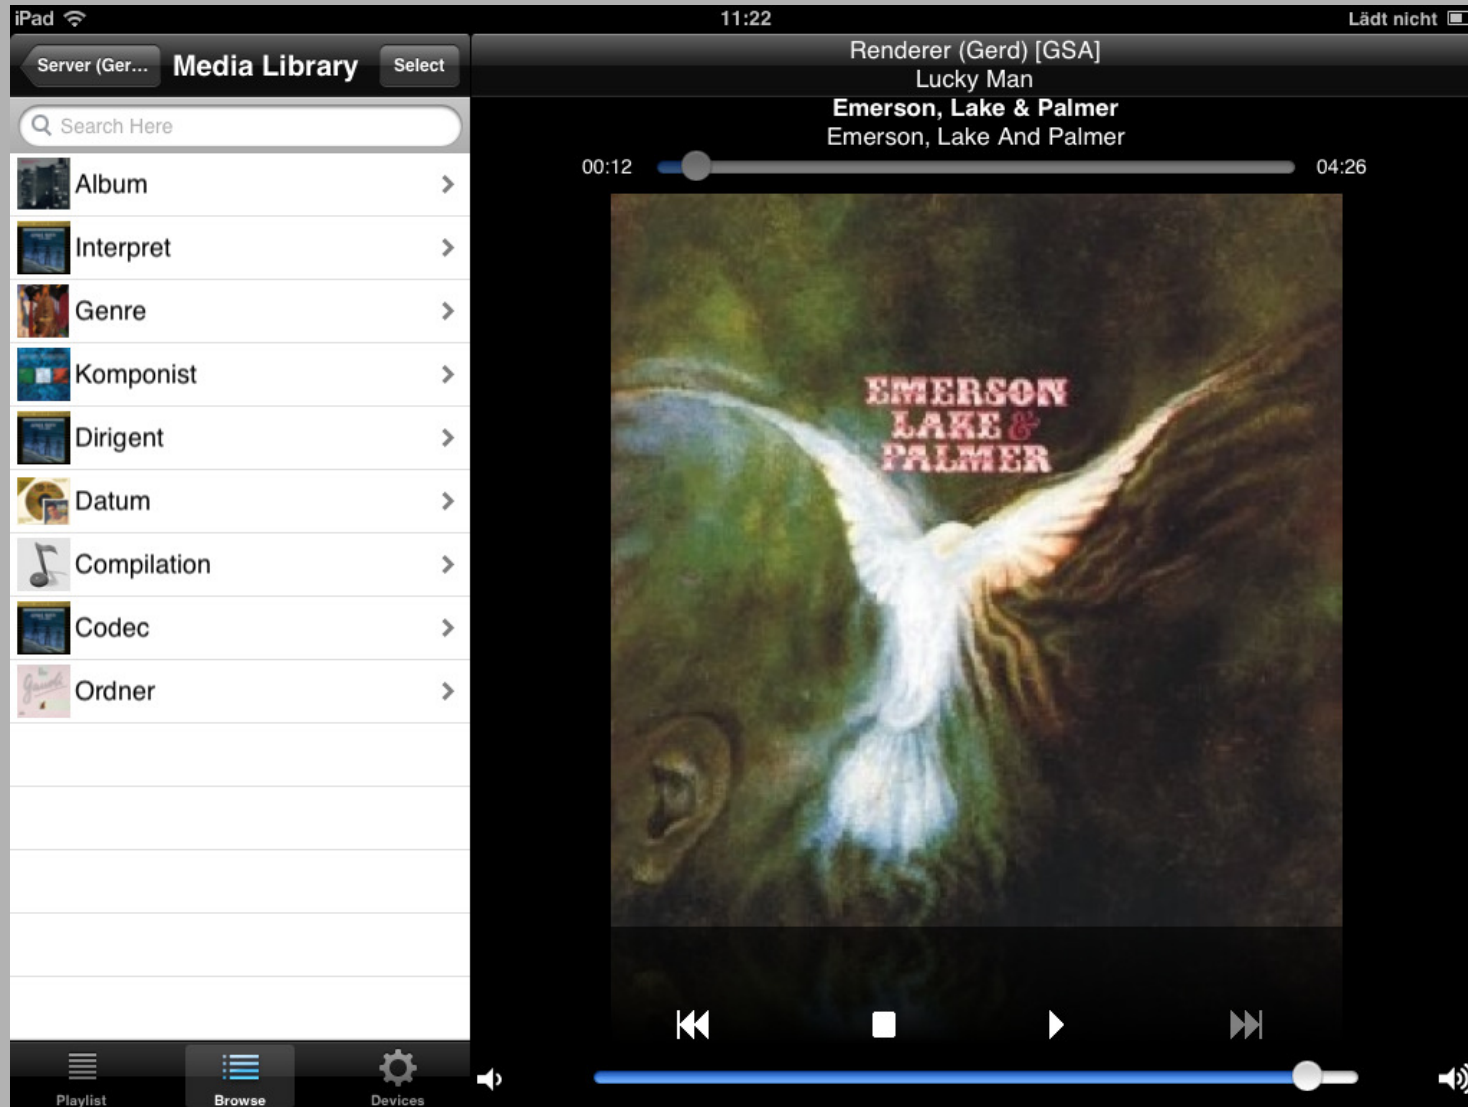 iPad
11:22
Lädt nicht
Server (Ger...
Media Library
Select
Search Here
Album
Interpret
Genre
Komponist
Dirigent
Datum
Compilation
Codec
Ordner
Playlist
Browse
Devices
Renderer (Gerd) [GSA]
Lucky Man
Emerson, Lake & Palmer
Emerson, Lake And Palmer
00:12
04:26
EMERSON
LAKE &
PALMER